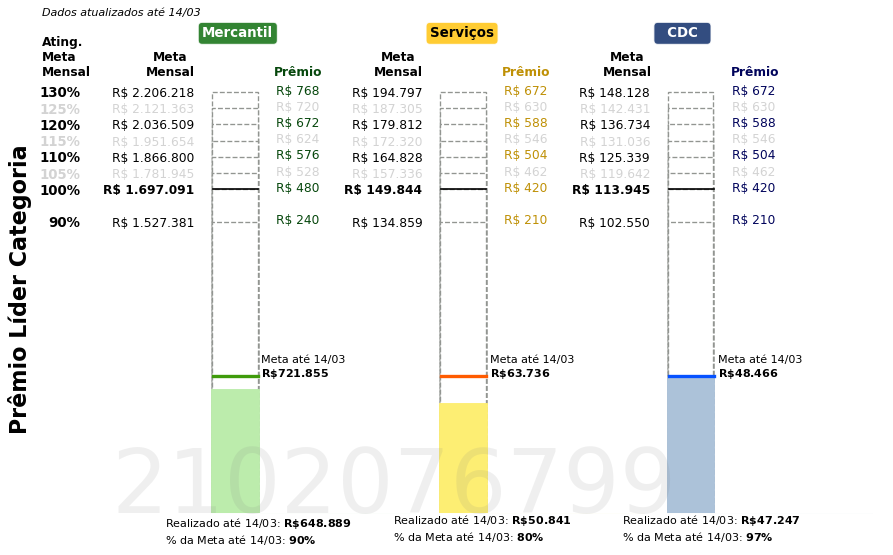 Dados atualizados até 14/03
Mercantil Serviços CDC
Ating. Meta Mensal Meta Mensal Prêmio Meta Mensal Prêmio Meta Mensal Prêmio
130% R$ 2.206.218 R$ 768 R$ 194.797 R$ 672 R$ 148.128 R$ 672
125% R$ 2.121.363 R$ 720 R$ 187.305 R$ 630 R$ 142.431 R$ 630
120% R$ 2.036.509 R$ 672 R$ 179.812 R$ 588 R$ 136.734 R$ 588
115% R$ 1.951.654 R$ 624 R$ 172.320 R$ 546 R$ 131.036 R$ 546
110% R$ 1.866.800 R$ 576 R$ 164.828 R$ 504 R$ 125.339 R$ 504
105% R$ 1.781.945 R$ 528 R$ 157.336 R$ 462 R$ 119.642 R$ 462
100% R$ 1.697.091 R$ 480 R$ 149.844 R$ 420 R$ 113.945 R$ 420
90% R$ 1.527.381 R$ 240 R$ 134.859 R$ 210 R$ 102.550 R$ 210
Prêmio Líder Categoria
Meta até 14/03 Meta até 14/03 Meta até 14/03
R$721.855 R$63.736 R$48.466
2102076799
Realizado até 14/03: R$648.889 Realizado até 14/03: R$50.841 Realizado até 14/03: R$47.247
% da Meta até 14/03: 90% % da Meta até 14/03: 80% % da Meta até 14/03: 97%